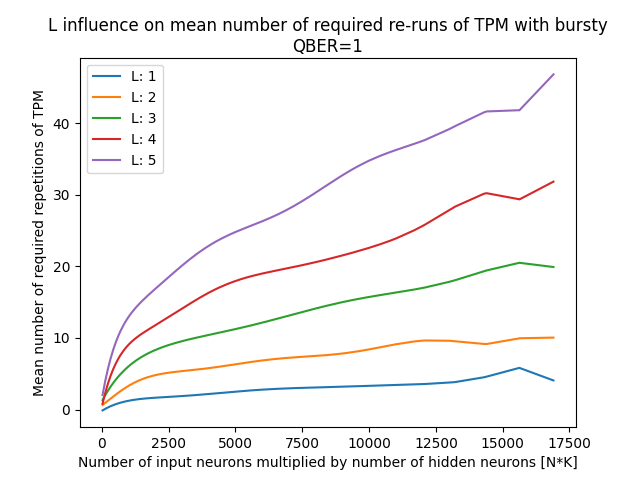 L influence on mean number of required re-runs of TPM with bursty
QBER=1
L: 1
L: 2
L: 3
L: 4
L: 5
Mean number of required repetitions of TPM
40
30
20
10
0
0 2500 5000 7500 10000 12500 15000 17500
Number of input neurons multiplied by number of hidden neurons [N*K]